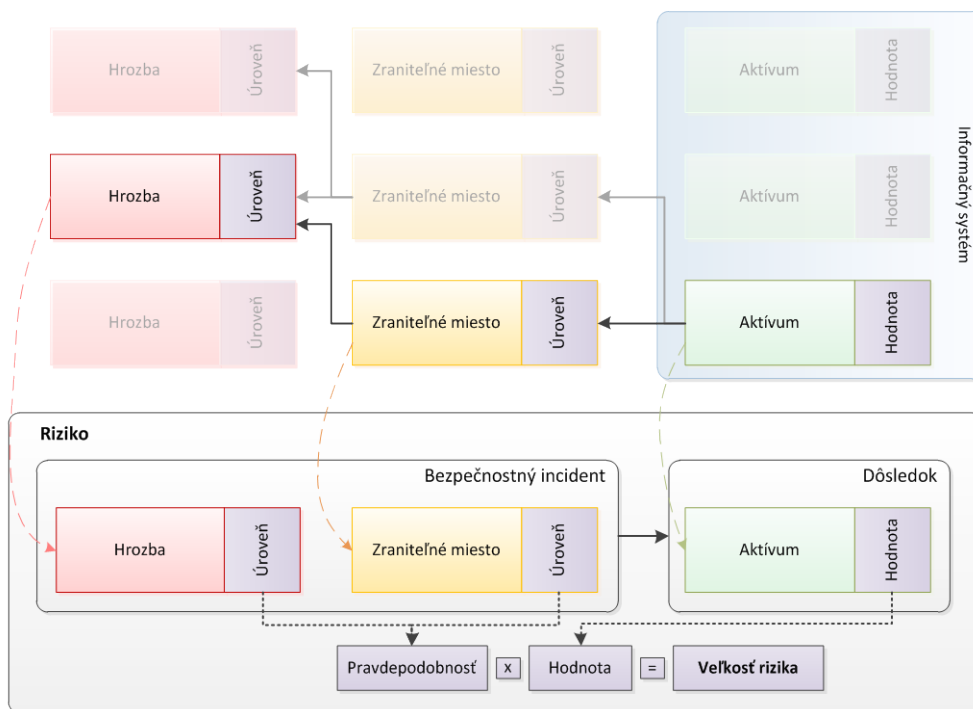 Hrozba
Úroveň
Zraniteľné miesto
Úroveň
Aktívum
Hodnota
Informačný systém
Hrozba
Úroveň
Zraniteľné miesto
Úroveň
Aktívum
Hodnota
Hrozba
Úroveň
Zraniteľné miesto
Úroveň
Aktívum
Hodnota
Riziko
Bezpečnostný incident
Dôsledok
Hrozba
Úroveň
Zraniteľné miesto
Úroveň
Aktívum
Hodnota
Pravdepodobnosť x Hodnota = Veľkosť rizika